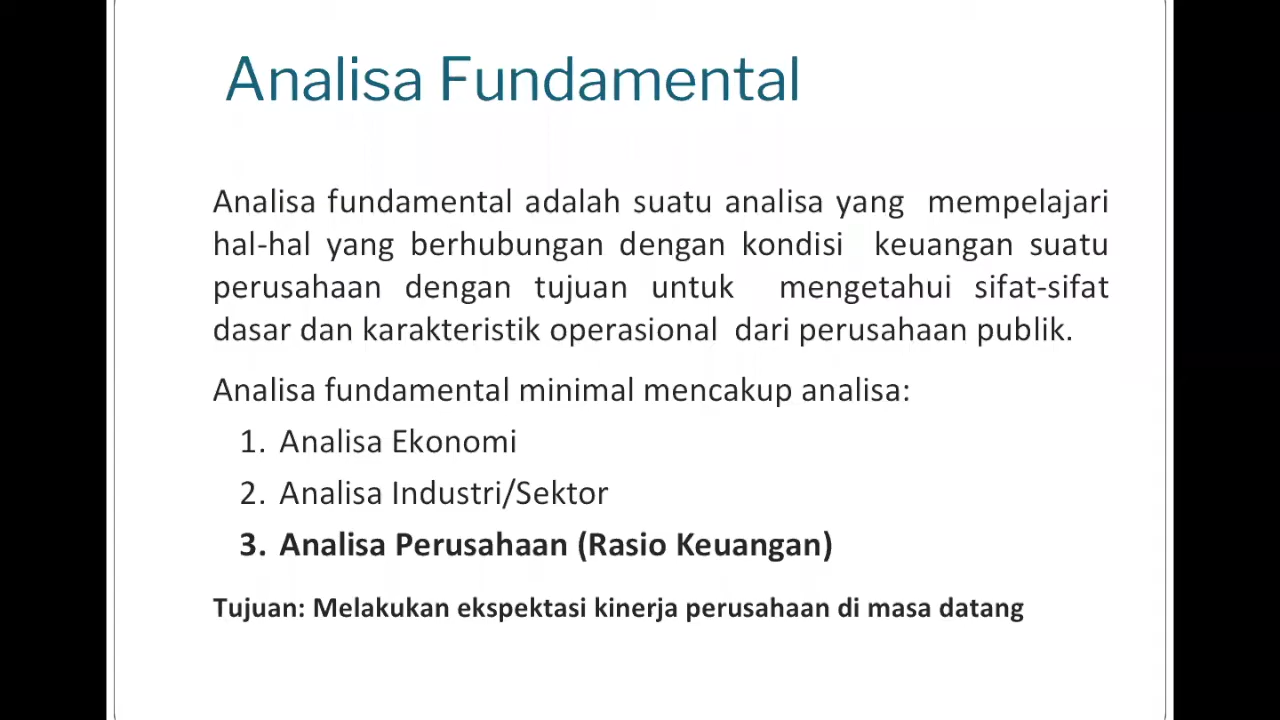 Analisa Fundamental
Analisa fundamental adalah suatu analisa yang mempelajari
hal-hal yang berhubungan dengan kondisi keuangan suatu
perusahaan dengan tujuan untuk mengetahui sifat-sifat
dasar dan karakteristik operasional dari perusahaan publik.
Analisa fundamental minimal mencakup analisa:
1. Analisa Ekonomi
2. Analisa Industri/Sektor
3. Analisa Perusahaan (Rasio Keuangan)
Tujuan: Melakukan ekspektasi kinerja perusahaan di masa datang